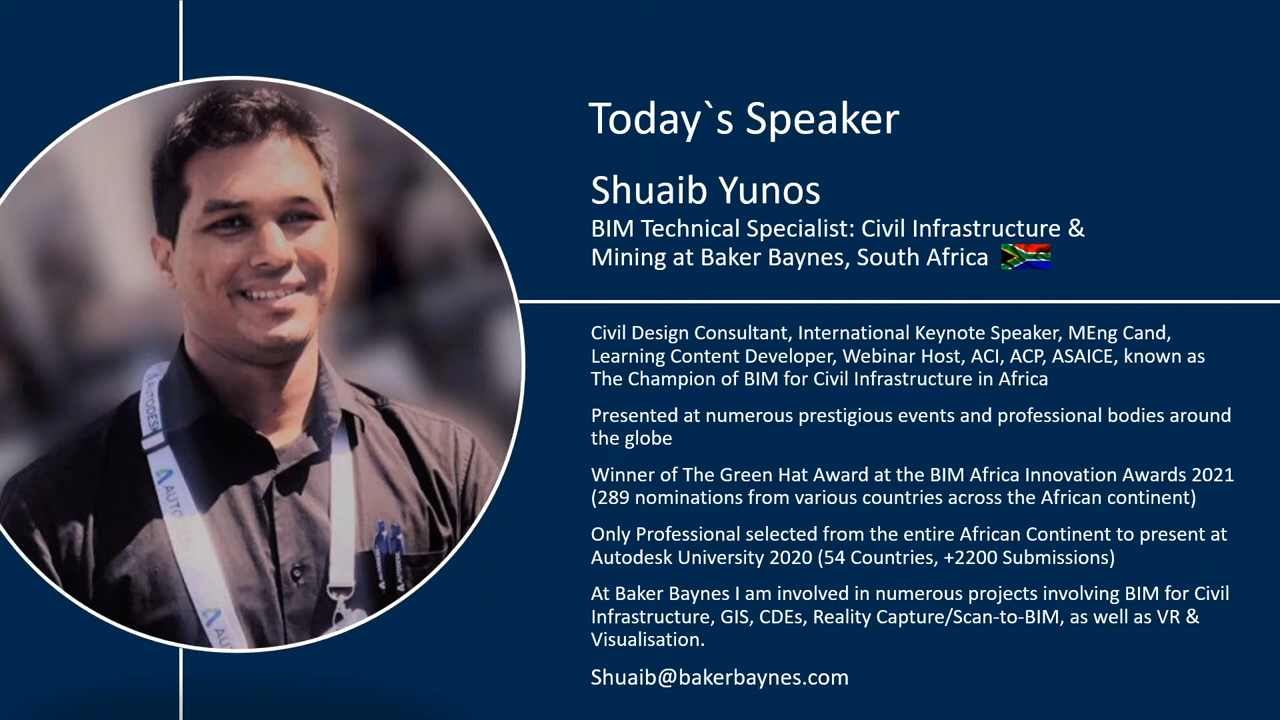 Today`s Speaker
Shuaib Yunos
BIM Technical Specialist: Civil Infrastructure &
Mining at Baker Baynes, South Africa
Civil Design Consultant, International Keynote Speaker, MEng Cand,
Learning Content Developer, Webinar Host, ACI, ACP, ASAICE, known as
The Champion of BIM for Civil Infrastructure in Africa
Presented at numerous prestigious events and professional bodies around
the globe
Winner of The Green Hat Award at the BIM Africa Innovation Awards 2021
(289 nominations from various countries across the African continent)
Only Professional selected from the entire African Continent to present at
Autodesk University 2020 (54 Countries, +2200 Submissions)
At Baker Baynes I am involved in numerous projects involving BIM for Civil
Infrastructure, GIS, CDEs, Reality Capture/Scan-to-BIM, as well as VR &
Visualisation.
Shuaib@bakerbaynes.com
AUTODESK
AUTO
AU